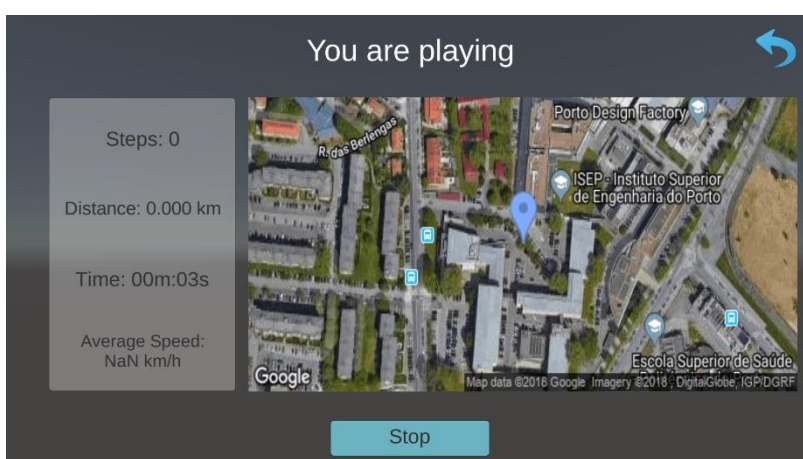 You are playing
Steps: 0
Distance: 0.000 km
Time: 00m:03s
Average Speed:
NaN km/h
Porto Design Factory
R. das Berlengas
ISEP - Instituto Superior
de Engenharia do Porto
Escola Superior de Saúde,
Google
Map data ©2018 Google Imagery ©2018 , DigitalGlobe, IGP/DGRF
Stop